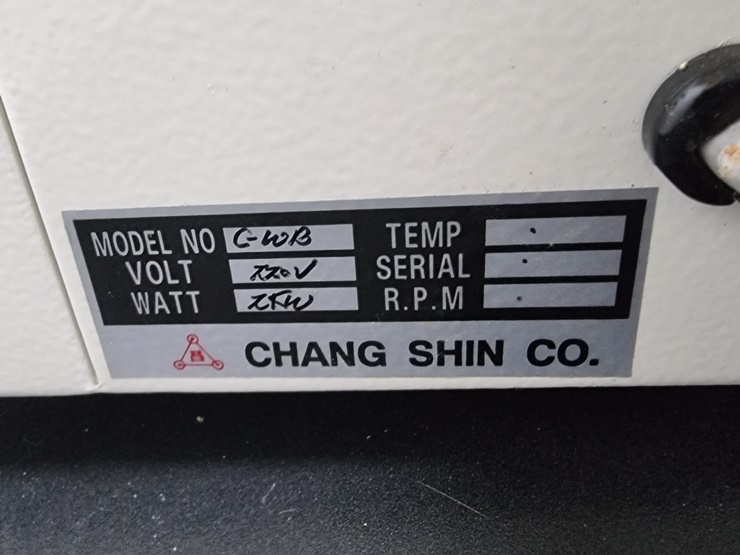 MODEL NO C-WB TEMP
VOLT 220V SERIAL
WATT 2KW R.P.M
CHANG SHIN CO.